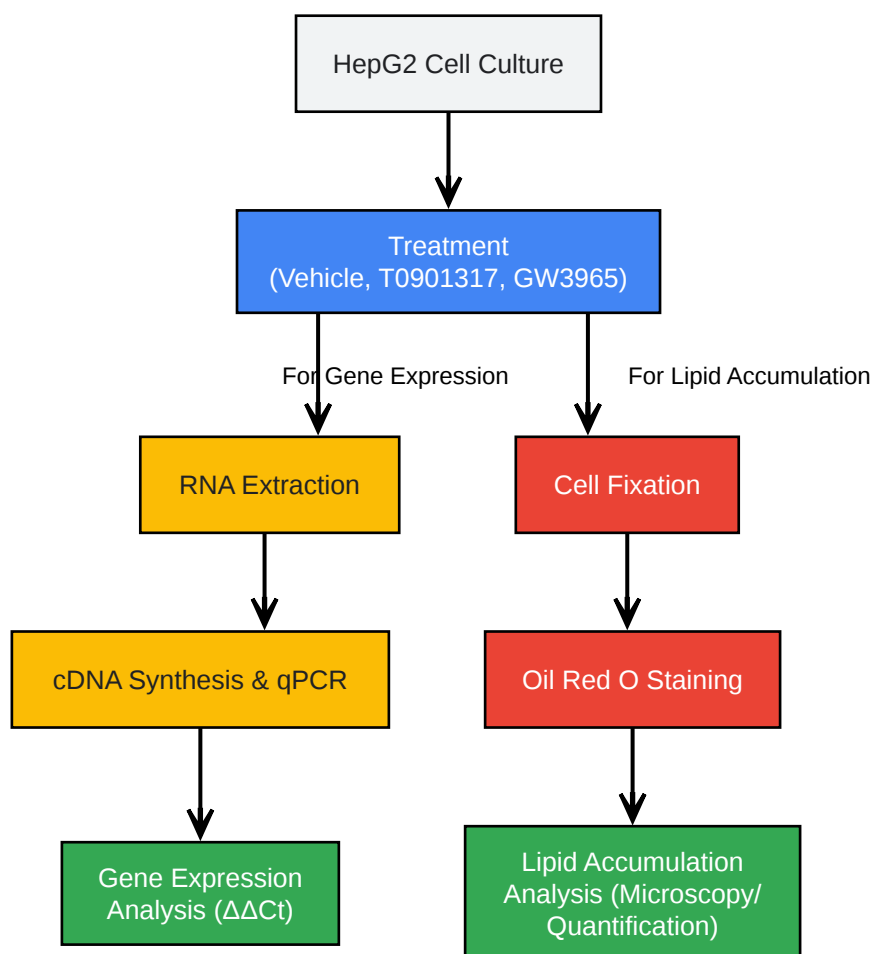 HepG2 Cell Culture
Treatment
(Vehicle, T0901317, GW3965)
For Gene Expression
For Lipid Accumulation
RNA Extraction
Cell Fixation
cDNA Synthesis & qPCR
Oil Red O Staining
Gene Expression
Analysis (ΔΔCt)
Lipid Accumulation
Analysis (Microscopy/
Quantification)